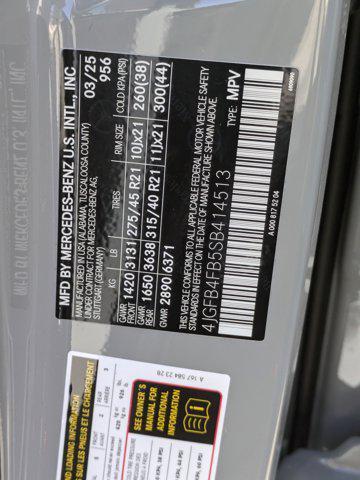 MFD BY MERCEDES-BENZ U.S. INT'L., INC.
03/25
956
MADE IN USA (ALABAMA, TUSCALOOSA COUNTY)
UNDER CONTRACT FOR MERCEDES-BENZ AG,
STUTTGART (GERMANY)
KG LB TIRE RIM SIZE COLD KPA(PSI)
GAWR FRONT 1420 3131 275/45 R21 10Jx21 260(38)
GAWR REAR 1650 3638 315/40 R21 11Jx21 300(44)
GVWR 2890 6371
THIS VEHICLE CONFORMS TO ALL APPLICABLE FEDERAL MOTOR VEHICLE SAFETY
STANDARDS IN EFFECT ON THE DATE OF MANUFACTURE SHOWN ABOVE
4JGFB4FB5SB414513
TYPE: MPV
A 000 817 52 04
A 167 584 23 28
SEE OWNER'S
MANUAL FOR
ADDITIONAL
INFORMATION